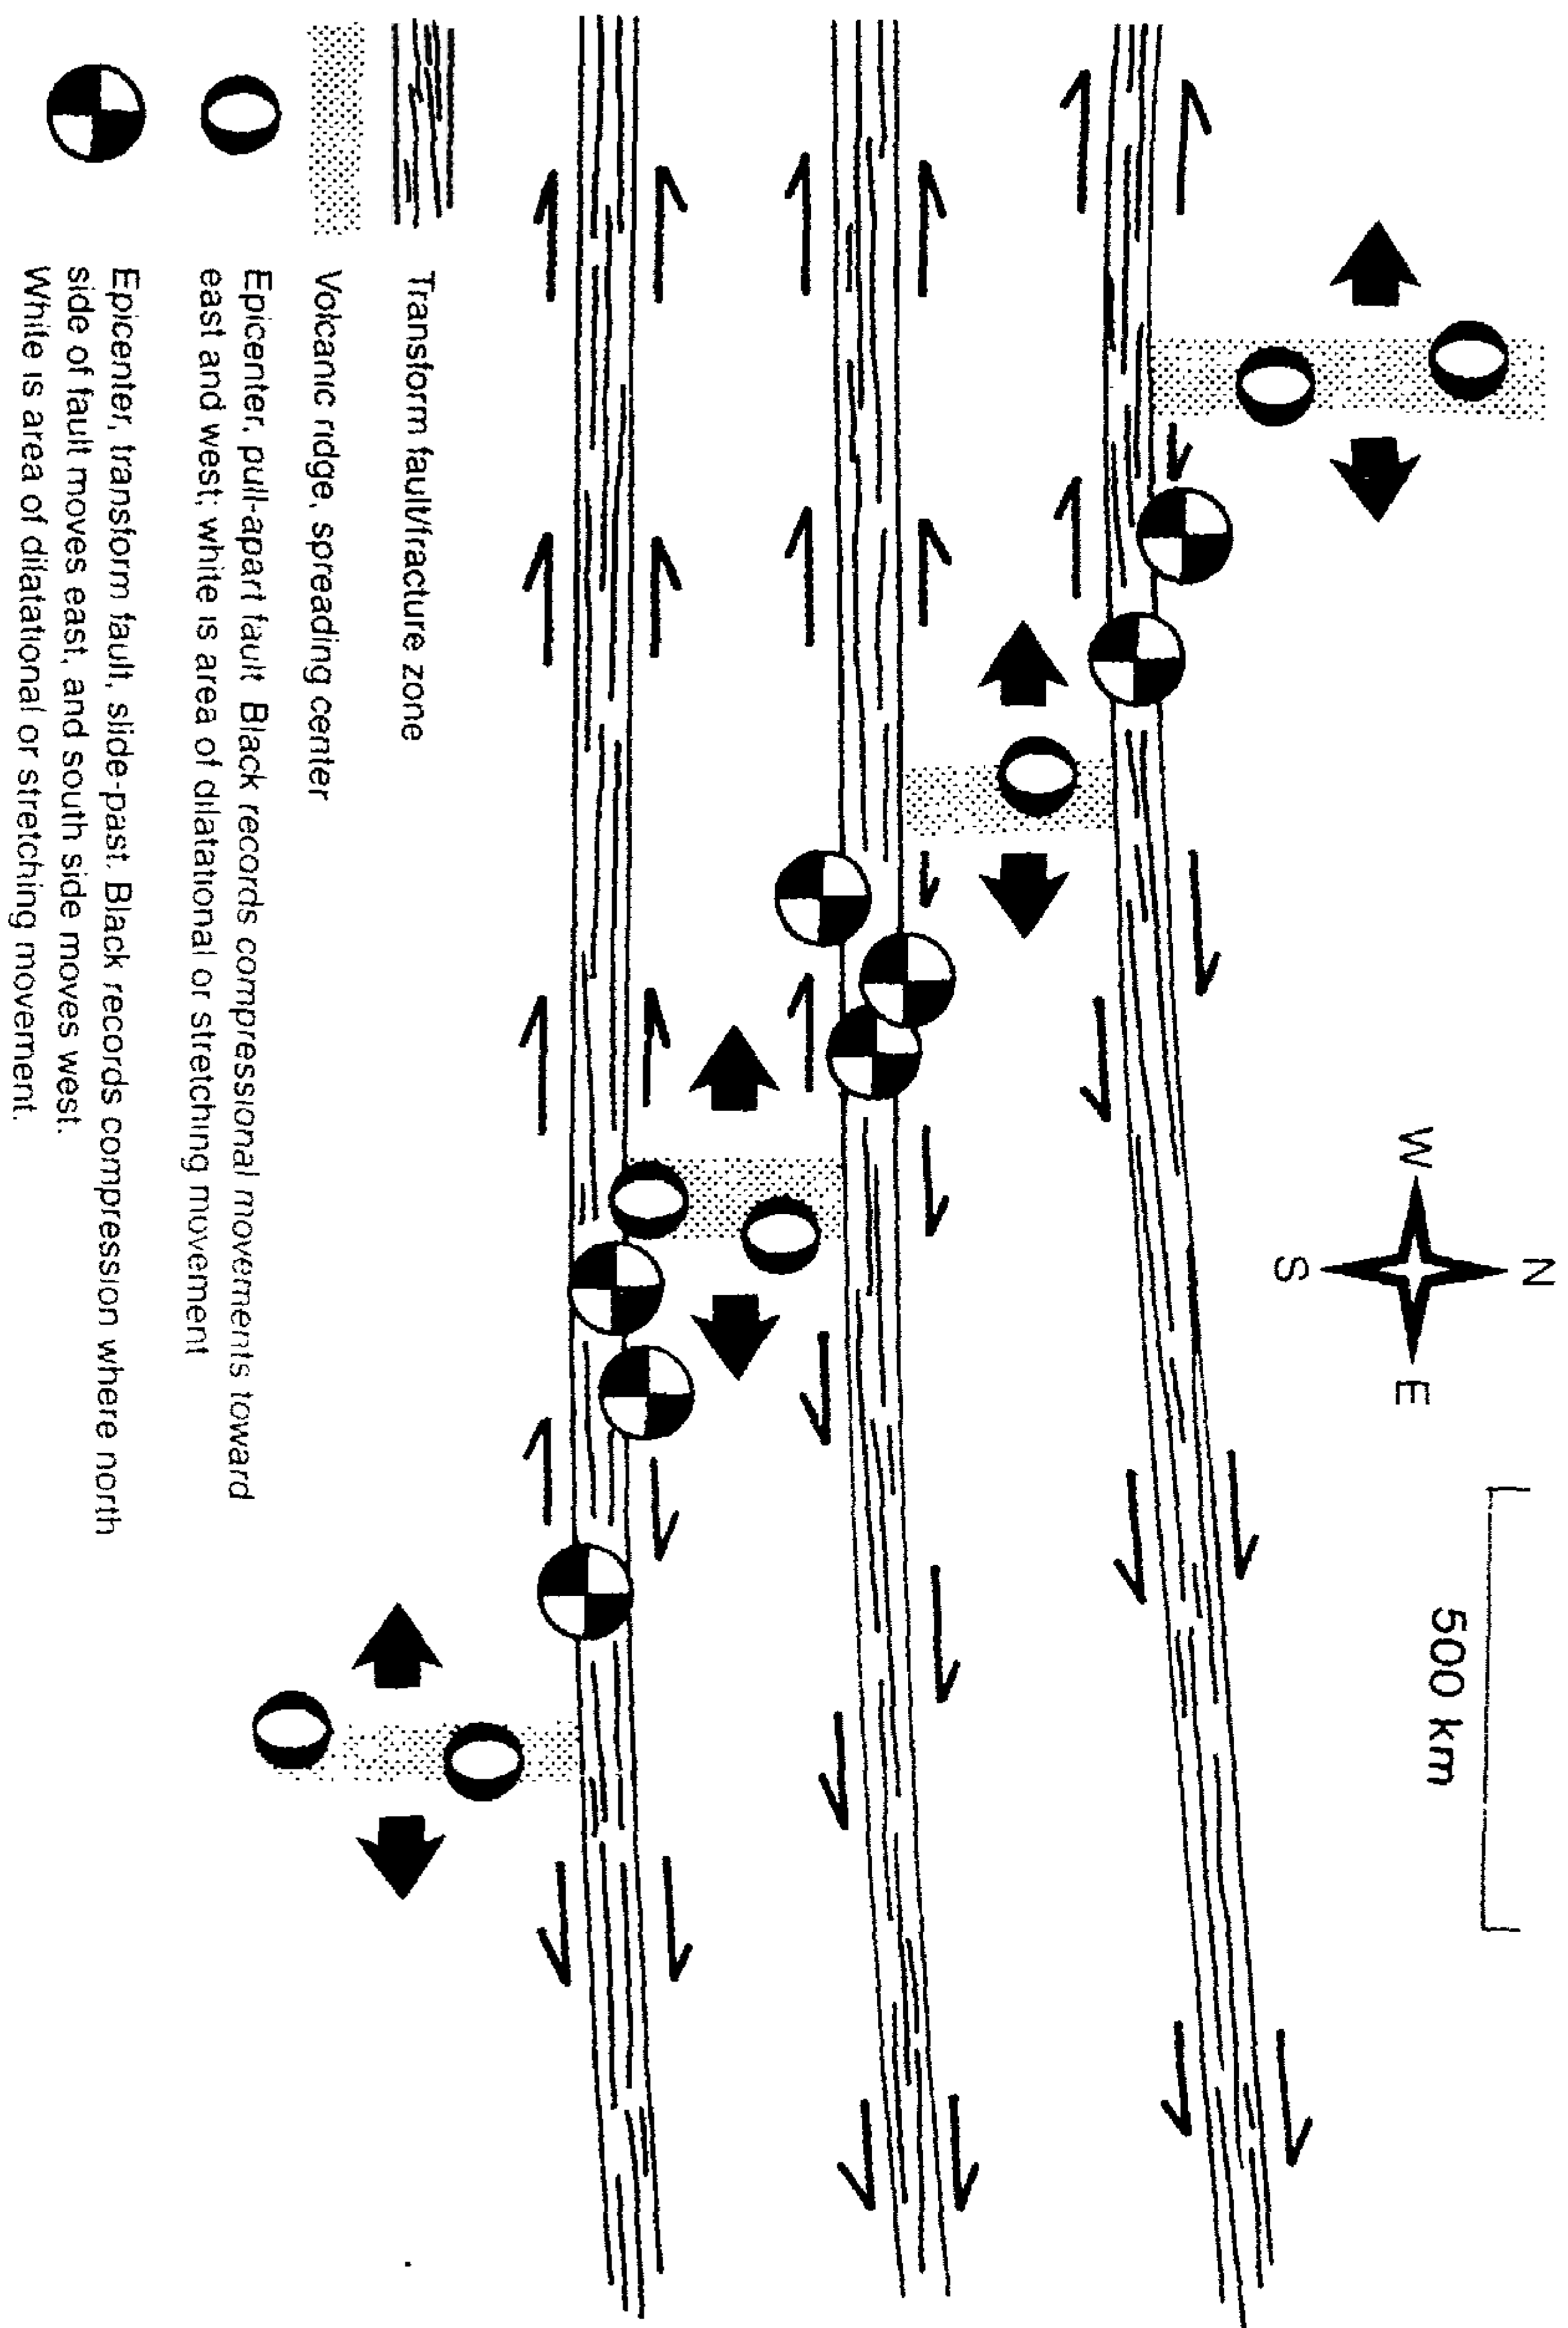 N
W
E
S
500 km
Transform fault/fracture zone
Volcanic ridge, spreading center
Epicenter, pull-apart fault Black records compressional movements toward
east and west; white is area of dilatational or stretching movement
Epicenter, transform fault, slide-past. Black records compression where north
side of fault moves east, and south side moves west.
White is area of dilatational or stretching movement.